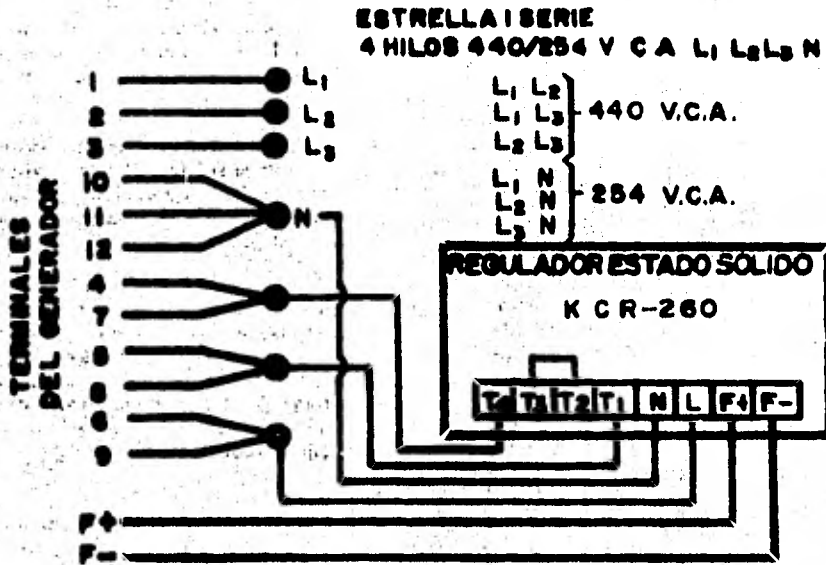 ESTRELLA I SERIE
4 HILOS 440/254 V C A L1 L2 L3 N
1 L1
2 L2
3 L3
L1 L2
L1 L3
L2 L3
440 V.C.A.
L1 N
L2 N
L3 N
254 V.C.A.
10
11 N
12
4
7
5
8
6
9
F+
F-
TERMINALES
DEL GENERADOR
REGULADOR ESTADO SOLIDO
K C R-260
T4 T3 T2 T1 N L F+ F-